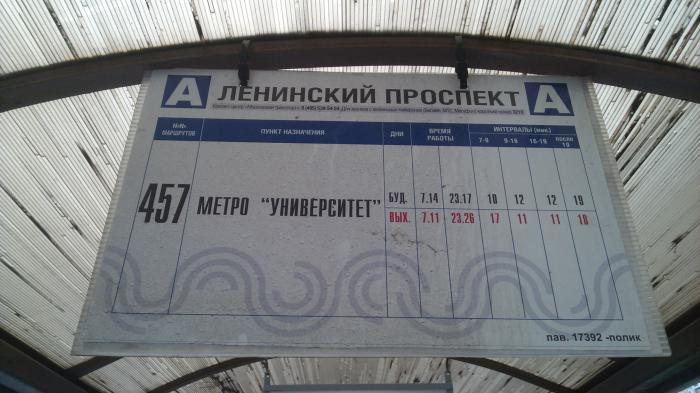 А ЛЕНИНСКИЙ ПРОСПЕКТ А
№№ МАРШРУТОВ ПУНКТ НАЗНАЧЕНИЯ ДНИ ВРЕМЯ РАБОТЫ ИНТЕРВАЛЫ (мин.)
7-9 9-16 16-19 ПОСЛЕ 19
457 МЕТРО "УНИВЕРСИТЕТ"
БУД. 7.14 23.17 10 12 12 19
ВЫХ. 7.11 23.26 17 11 11 18
пав. 17392 -полик